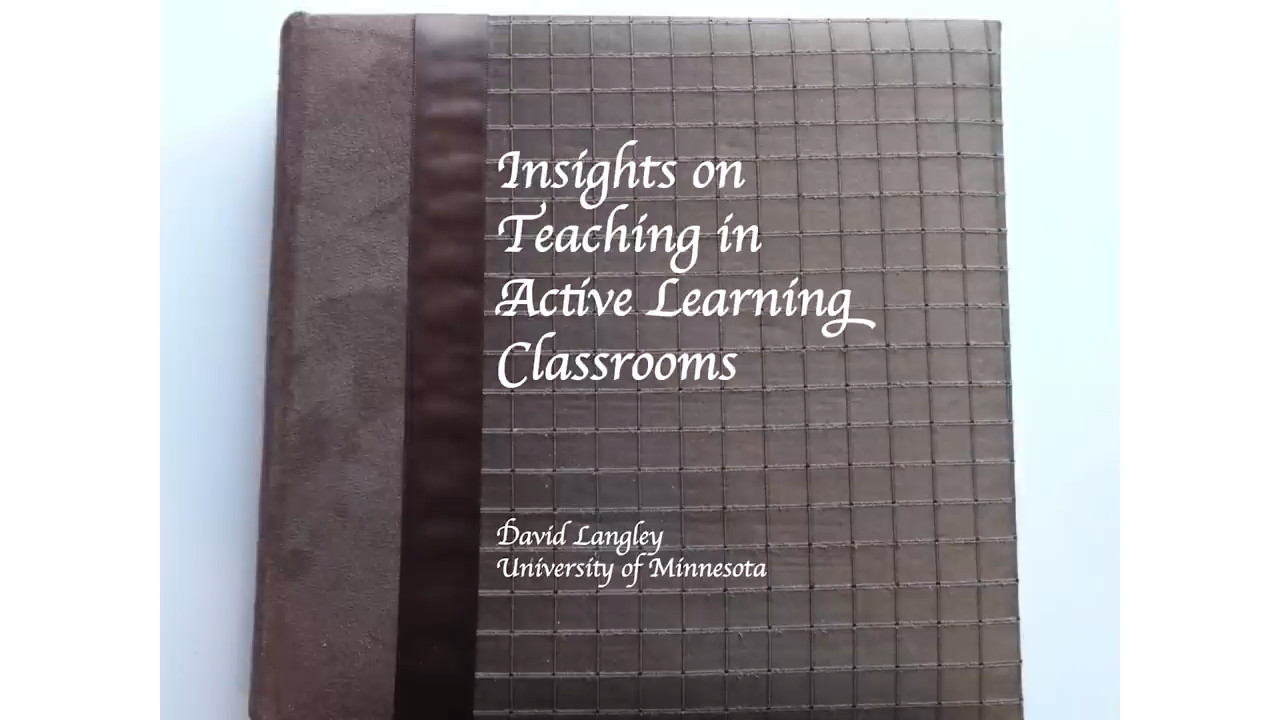 Insights on
Teaching in
Active Learning
Classrooms
David Langley
University of Minnesota